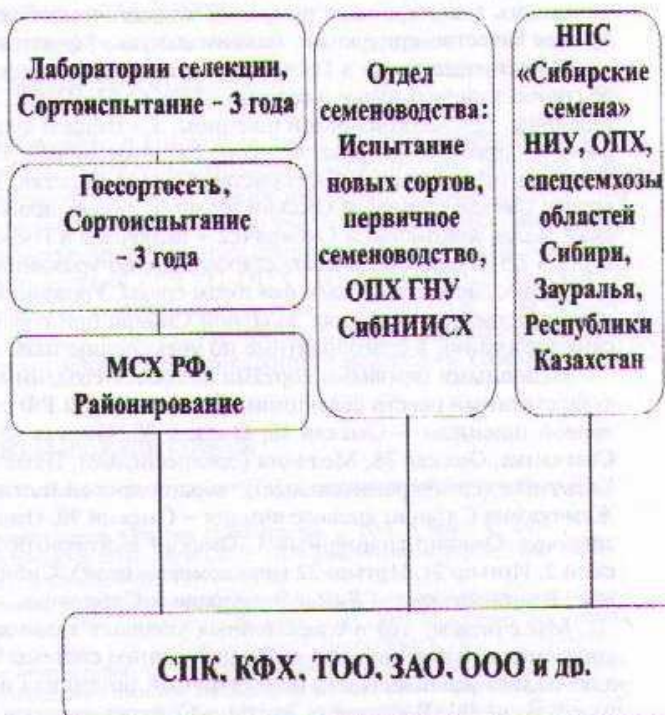 Лаборатории селекции,
Сортоиспытание – 3 года
Госсортосеть,
Сортоиспытание
– 3 года
МСХ РФ,
Районирование
Отдел
семеноводства:
Испытание
новых сортов,
первичное
семеноводство,
ОПХ ГНУ
СибНИИСХ
НПС
«Сибирские
семена»
НИУ, ОПХ,
спецсемхозы
областей
Сибири,
Зауралья,
Республики
Казахстан
СПК, КФХ, ТОО, ЗАО, ООО и др.